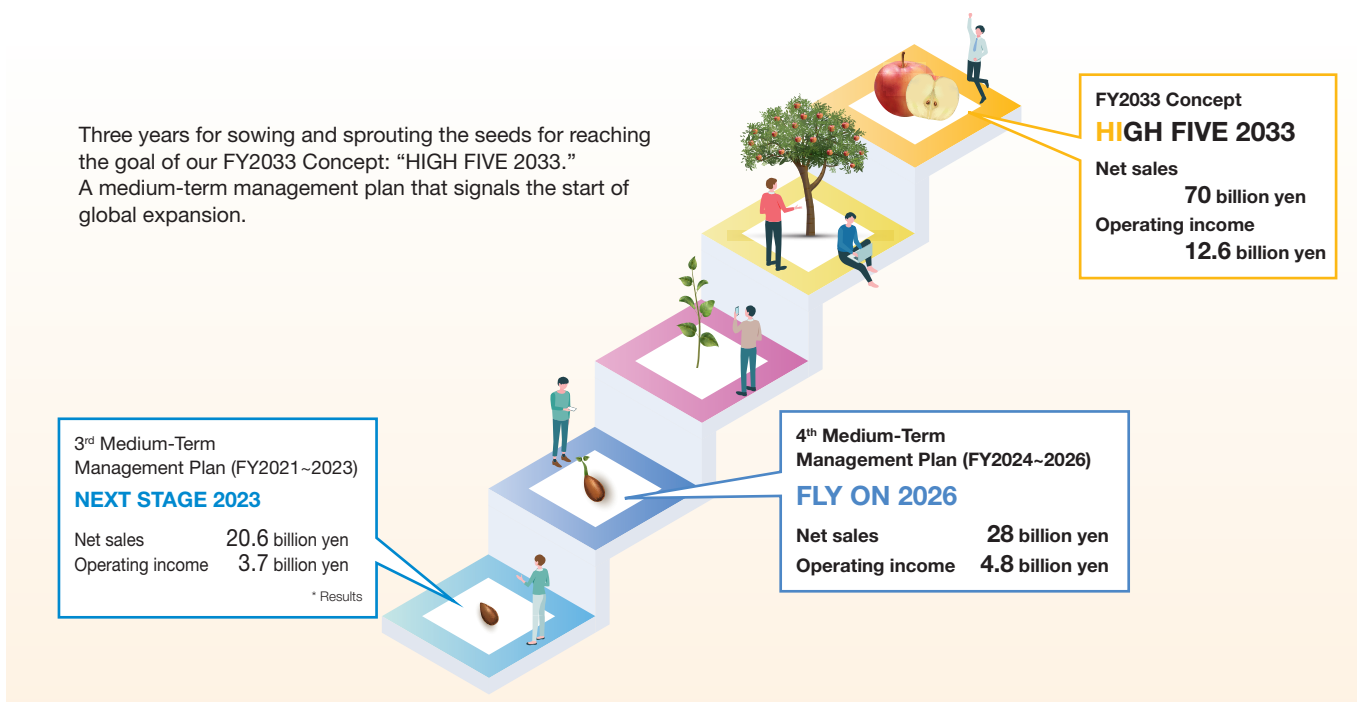 Three years for sowing and sprouting the seeds for reaching
the goal of our FY2033 Concept: “HIGH FIVE 2033.”
A medium-term management plan that signals the start of
global expansion.
FY2033 Concept
HIGH FIVE 2033
Net sales
70 billion yen
Operating income
12.6 billion yen
3rd Medium-Term
Management Plan (FY2021~2023)
NEXT STAGE 2023
Net sales 20.6 billion yen
Operating income 3.7 billion yen
* Results
4th Medium-Term
Management Plan (FY2024~2026)
FLY ON 2026
Net sales 28 billion yen
Operating income 4.8 billion yen